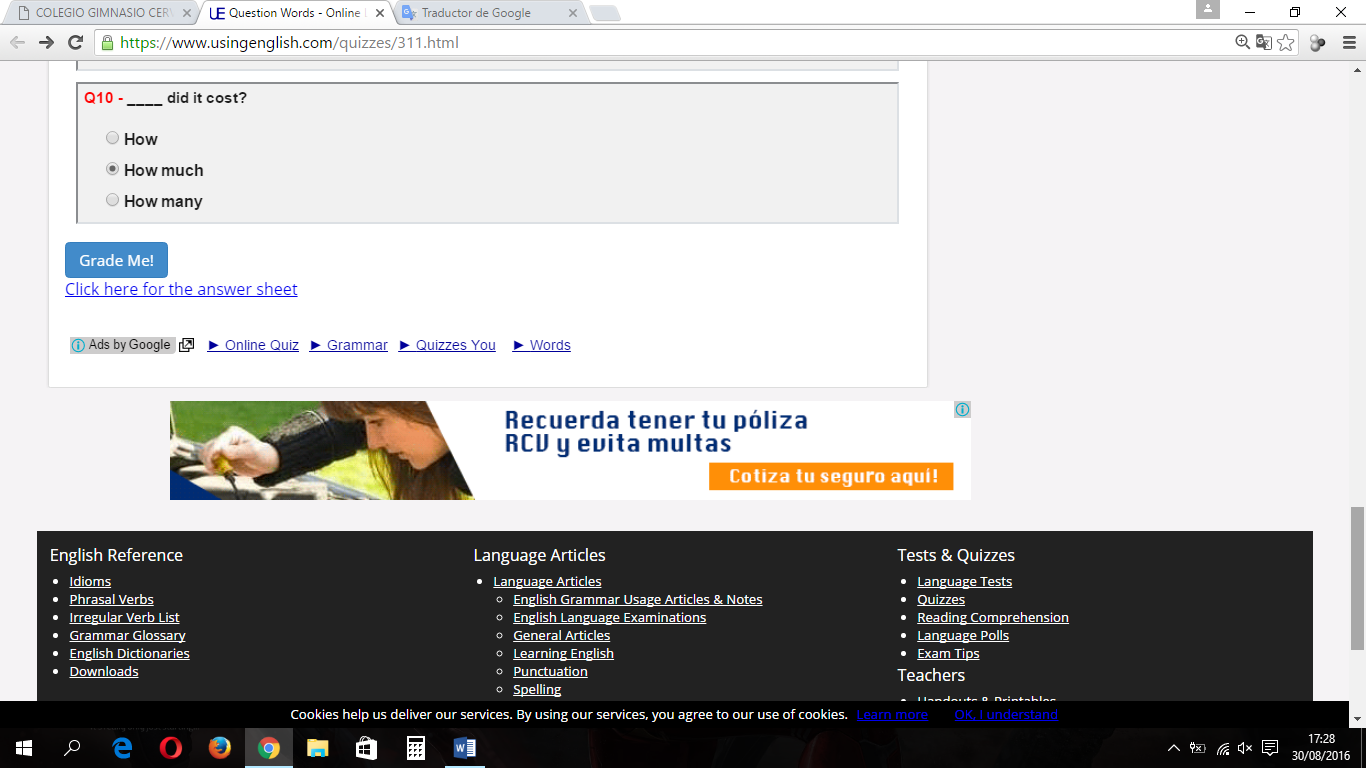 COLEGIO GIMNASIO CER
Question Words - Online
Traductor de Google
https://www.usingenglish.com/quizzes/311.html
Q10 - ____ did it cost?
How
How much
How many
Grade Me!
Click here for the answer sheet
Ads by Google ► Online Quiz ► Grammar ► Quizzes You ► Words
Recuerda tener tu póliza
RCV y evita multas
Cotiza tu seguro aquí!
English Reference
Idioms
Phrasal Verbs
Irregular Verb List
Grammar Glossary
English Dictionaries
Downloads
Language Articles
Language Articles
English Grammar Usage Articles & Notes
English Language Examinations
General Articles
Learning English
Punctuation
Spelling
Tests & Quizzes
Language Tests
Quizzes
Reading Comprehension
Language Polls
Exam Tips
Teachers
Handouts & Printables
Cookies help us deliver our services. By using our services, you agree to our use of cookies. Learn more OK, I understand
17:28
30/08/2016